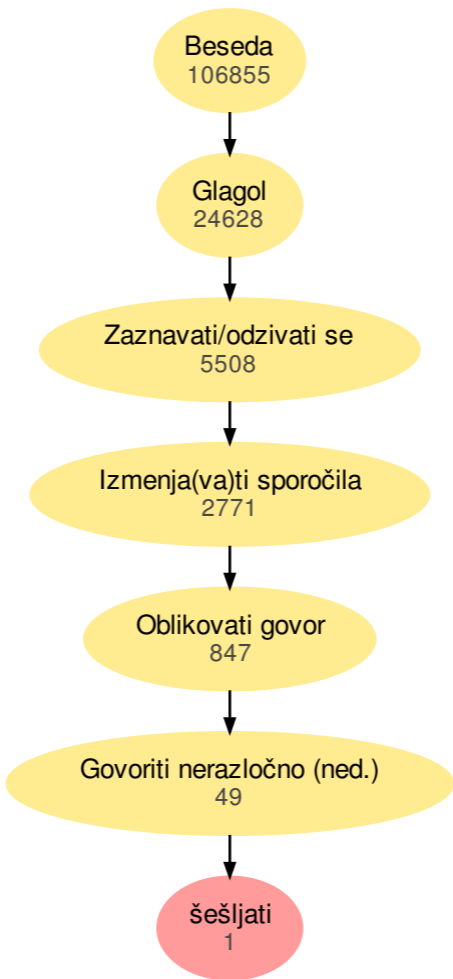 Beseda
106855
Glagol
24628
Zaznavati/odzivati se
5508
Izmenja(va)ti sporočila
2771
Oblikovati govor
847
Govoriti nerazločno (ned.)
49
šešljati
1